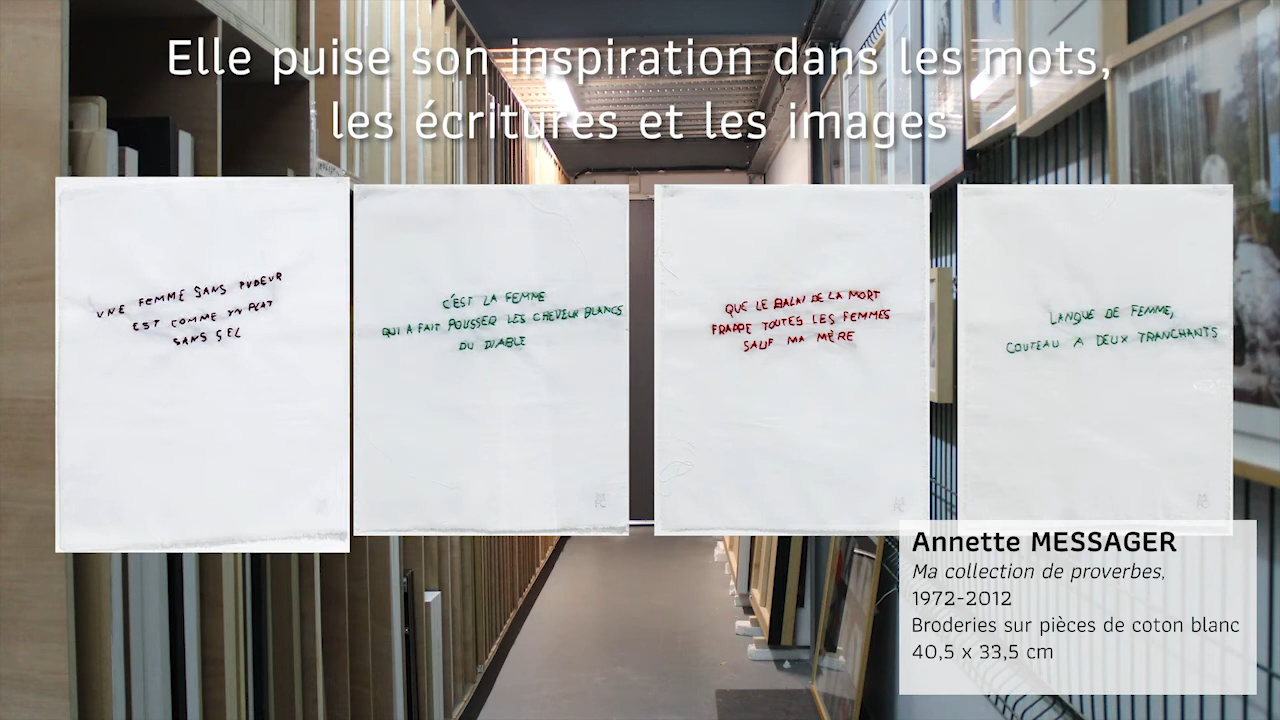 Elle puise son inspiration dans les mots,
les écritures et les images
UNE FEMME SANS PUDEUR
EST COMME UN PLAT
SANS SEL
C'EST LA FEMME
QUI A FAIT POUSSER LES CHEVEUX BLANCS
DU DIABLE
QUE LE BALAI DE LA MORT
FRAPPE TOUTES LES FEMMES
SAUF MA MÈRE
LANGUE DE FEMME,
COUTEAU A DEUX TRANCHANTS
Annette MESSAGER
Ma collection de proverbes,
1972-2012
Broderies sur pièces de coton blanc
40,5 x 33,5 cm